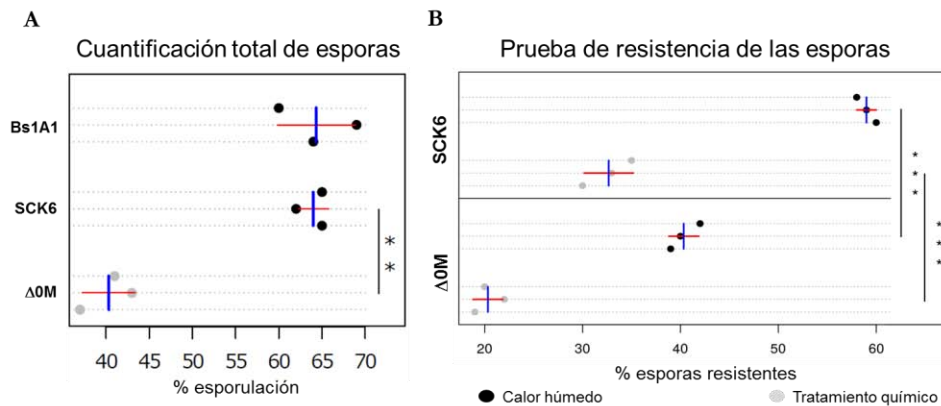 A
Cuantificación total de esporas
Bs1A1
SCK6
Δ0M
**
40 45 50 55 60 65 70
% esporulación
B
Prueba de resistencia de las esporas
SCK6
Δ0M
***
***
20 30 40 50 60
% esporas resistentes
Calor húmedo
Tratamiento químico